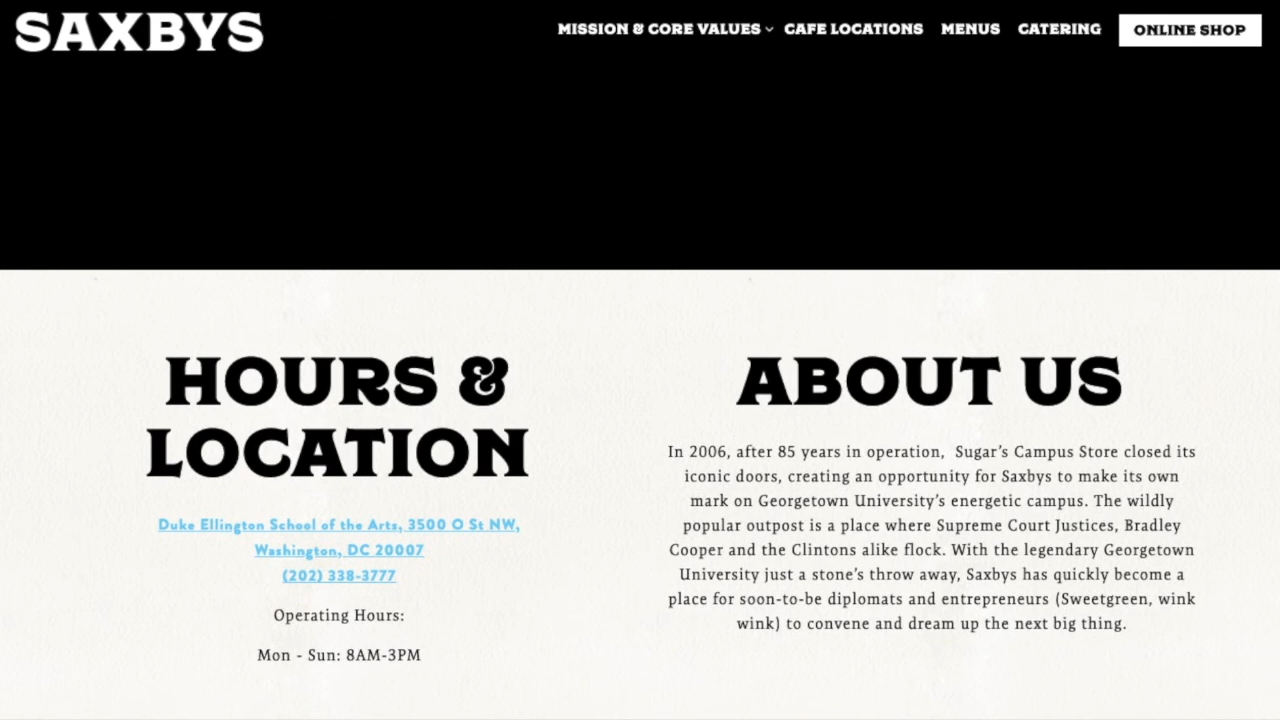 SAXBYS
MISSION & CORE VALUES
CAFE LOCATIONS
MENUS
CATERING
ONLINE SHOP
HOURS &
LOCATION
Duke Ellington School of the Arts, 3500 O St NW,
Washington, DC 20007
(202) 338-3777
Operating Hours:
Mon - Sun: 8AM-3PM
ABOUT US
In 2006, after 85 years in operation,  Sugar’s Campus Store closed its
iconic doors, creating an opportunity for Saxbys to make its own
mark on Georgetown University’s energetic campus. The wildly
popular outpost is a place where Supreme Court Justices, Bradley
Cooper and the Clintons alike flock. With the legendary Georgetown
University just a stone’s throw away, Saxbys has quickly become a
place for soon-to-be diplomats and entrepreneurs (Sweetgreen, wink
wink) to convene and dream up the next big thing.